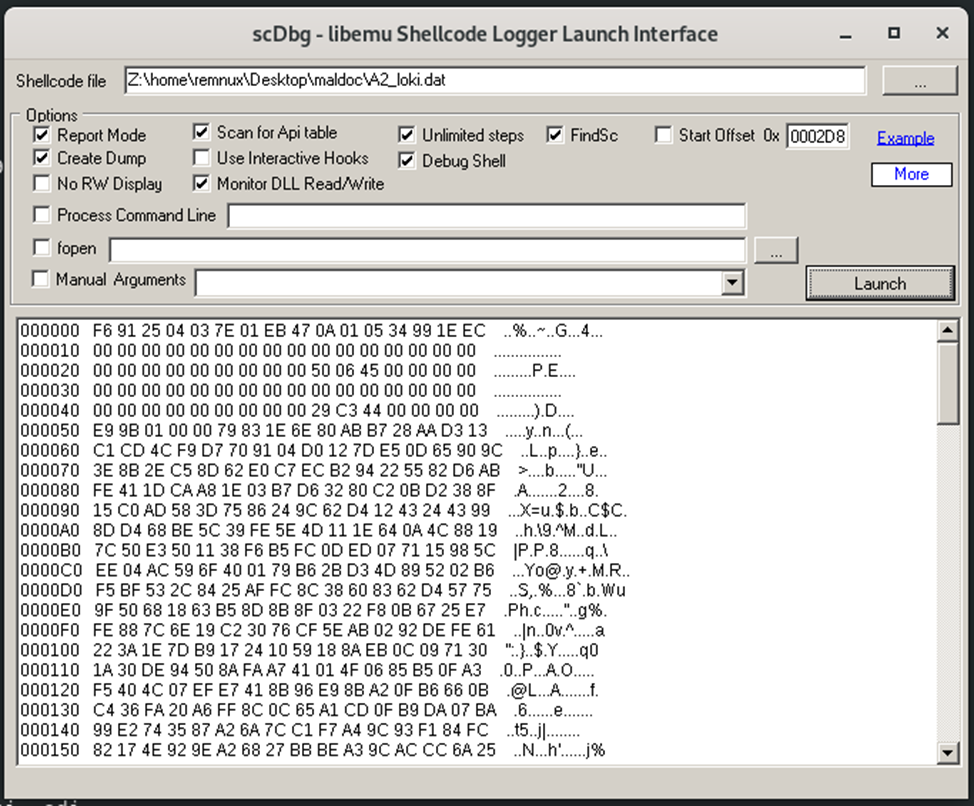 scDbg - libemu Shellcode Logger Launch Interface
Shellcode file Z:\home\remnux\Desktop\maldoc\A2_loki.dat ...
Options
Report Mode Scan for Api table Unlimited steps FindSc Start Offset 0x 0002D8 Example
Create Dump Use Interactive Hooks Debug Shell
No RW Display Monitor DLL Read/Write More
Process Command Line
fopen ...
Manual Arguments Launch
000000 F6 91 25 04 03 7E 01 EB 47 0A 01 05 34 99 1E EC ..%..~..G...4...
000010 00 00 00 00 00 00 00 00 00 00 00 00 00 00 00 00 ................
000020 00 00 00 00 00 00 00 00 00 50 06 45 00 00 00 00 00 .........P.E....
000030 00 00 00 00 00 00 00 00 00 00 00 00 00 00 00 00 ................
000040 00 00 00 00 00 00 00 00 00 29 C3 44 00 00 00 00 00 .........).D....
000050 E9 9B 01 00 00 79 83 1E 6E 80 AB B7 28 AA D3 13 .....y..n...(...
000060 C1 CD 4C F9 D7 70 91 04 D0 12 7D E5 0D 65 90 9C ..L..p....}..e..
000070 3E 8B 2E C5 8D 62 E0 C7 EC B2 94 22 55 82 D6 AB >....b....."U...
000080 FE 41 1D CA A8 1E 03 B7 D6 32 80 C2 0B D2 38 8F .A.......2....8.
000090 15 C0 AD 58 3D 75 86 24 9C 62 D4 12 43 24 43 99 ...X=u.$.b..C$C.
0000A0 8D D4 68 BE 5C 39 FE 5E 4D 11 1E 64 0A 4C 88 19 ..h.\9.^M..d.L..
0000B0 7C 50 E3 50 11 38 F6 B5 FC 0D ED 07 71 15 98 5C |P.P.8......q..\
0000C0 EE 04 AC 59 6F 40 01 79 B6 2B D3 4D 89 52 02 B6 ...Yo@.y.+.M.R..
0000D0 F5 BF 53 2C 84 25 AF FC 8C 38 60 83 62 D4 57 75 ..S,.%...8`.b.Wu
0000E0 9F 50 68 18 63 B5 8D 8B 8F 03 22 F8 0B 67 25 E7 .Ph.c....."..g%.
0000F0 FE 88 7C 6E 19 C2 30 76 CF 5E AB 02 92 DE FE 61 ..|n..0v.^.....a
000100 22 3A 1E 7D B9 17 24 10 59 18 8A EB 0C 09 71 30 ":.}..$.Y.....q0
000110 1A 30 DE 94 50 8A FA A7 41 01 4F 06 85 B5 0F A3 .0..P...A.O.....
000120 F5 40 4C 07 EF E7 41 8B 96 E9 8B A2 0F B6 66 0B .@L...A.......f.
000130 C4 36 FA 20 A6 FF 8C 0C 65 A1 CD 0F B9 DA 07 BA .6. ....e.......
000140 99 E2 74 35 87 A2 6A 7C C1 F7 A4 9C 93 F1 84 FC ..t5..j|........
000150 82 17 4E 92 9E A2 68 27 BB BE A3 9C AC CC 6A 25 ..N...h'......j%